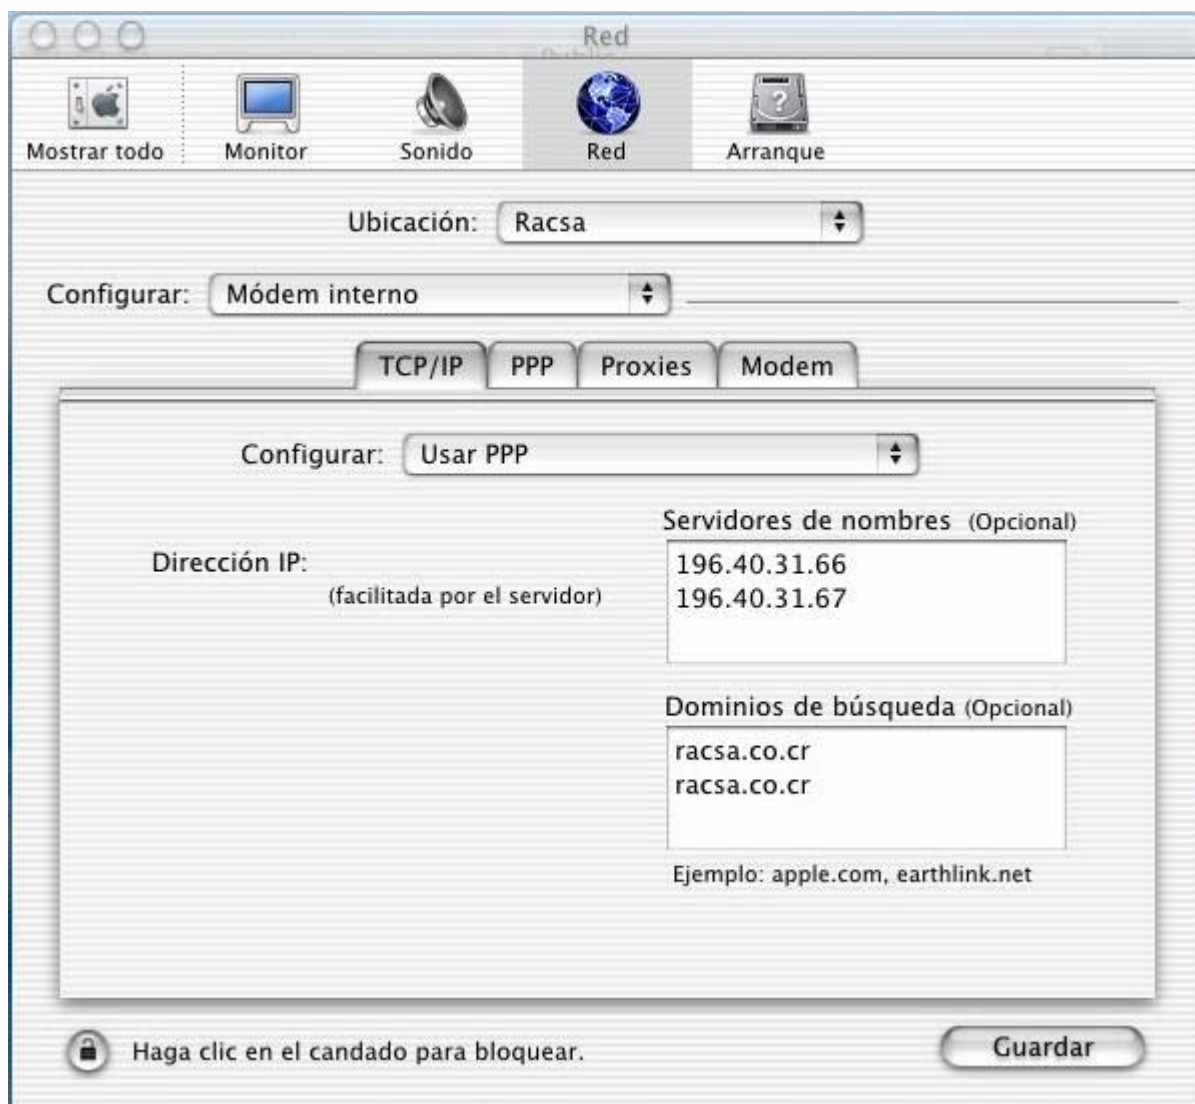 Red
Mostrar todo
Monitor
Sonido
Red
Arranque
Ubicación: Racsa
Configurar: Módem interno
TCP/IP
PPP
Proxies
Modem
Configurar: Usar PPP
Servidores de nombres (Opcional)
Dirección IP:
(facilitada por el servidor)
196.40.31.66
196.40.31.67
Dominios de búsqueda (Opcional)
racsa.co.cr
racsa.co.cr
Ejemplo: apple.com, earthlink.net
Haga clic en el candado para bloquear.
Guardar